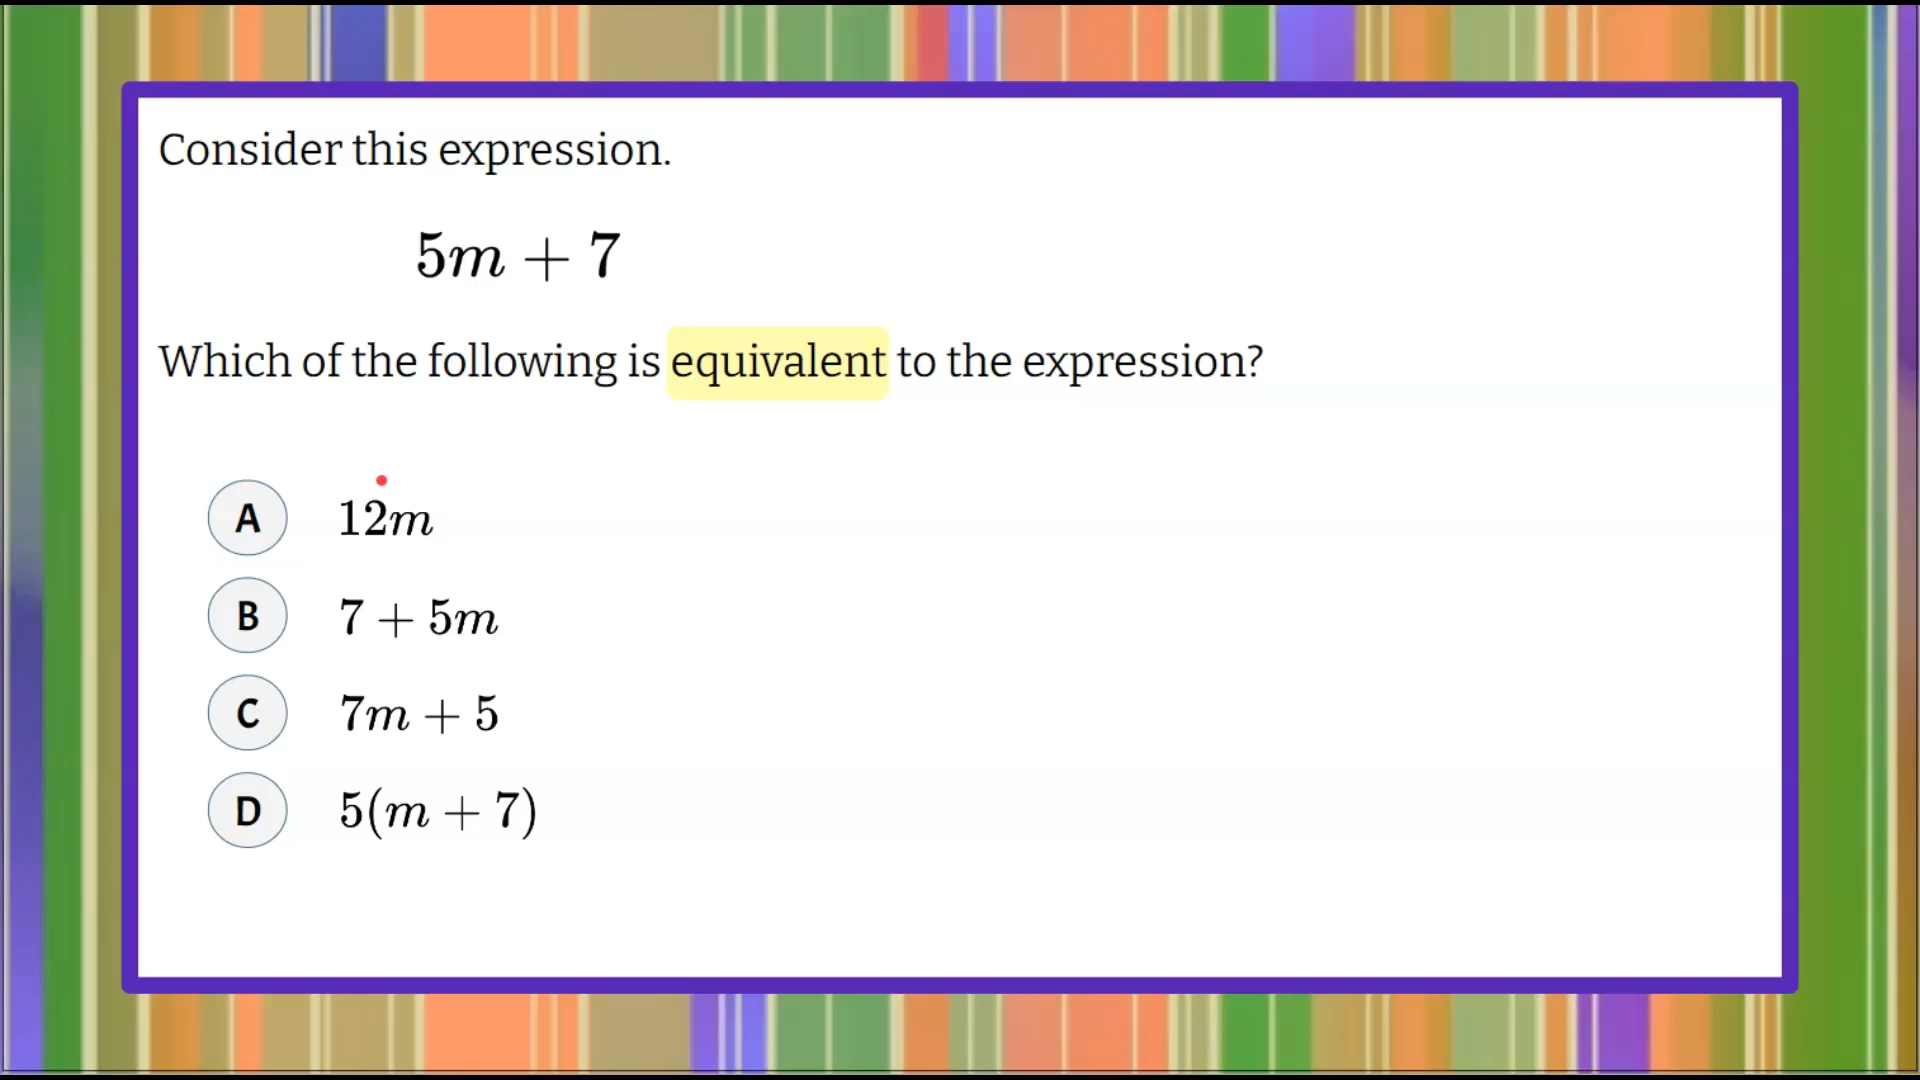 Consider this expression.
5m + 7
Which of the following is equivalent to the expression?
A 12m
B 7 + 5m
C 7m + 5
D 5(m + 7)